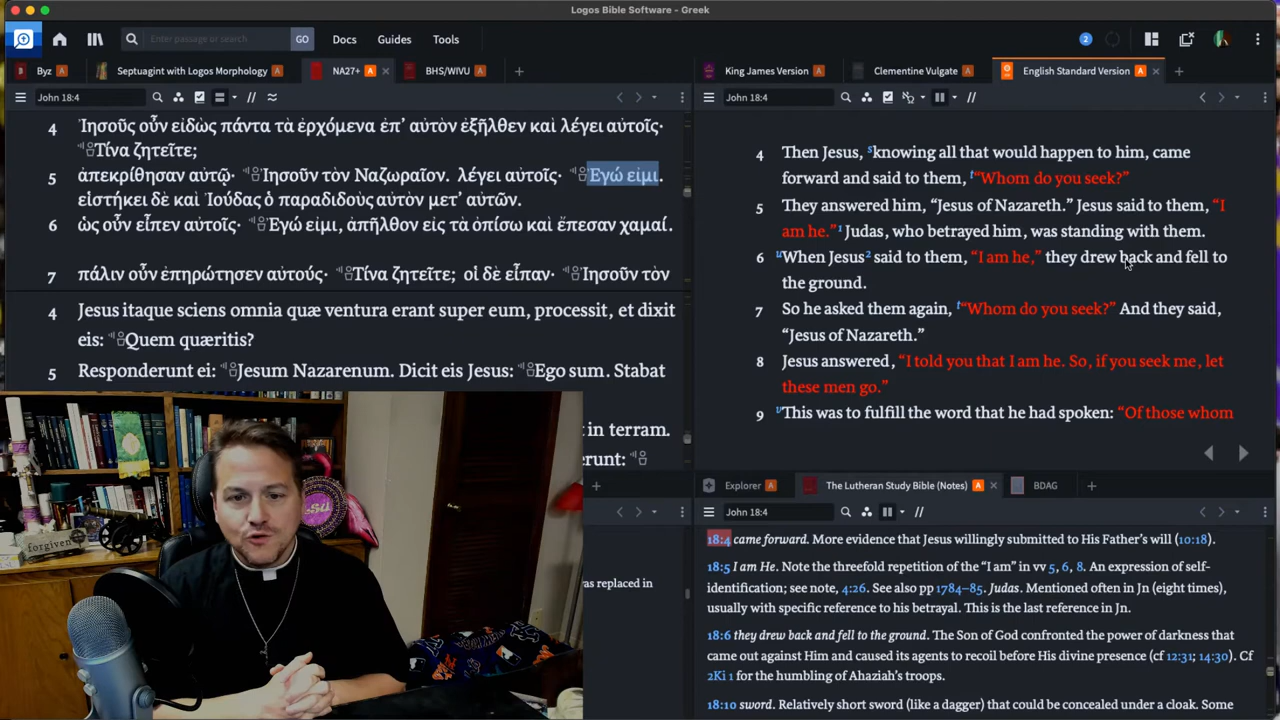 Logos Bible Software - Greek
Enter passage or search GO Docs Guides Tools 2
Byz A Septuagint with Logos Morphology A NA27+ A BHS/WIVU A
John 18:4
4 Ἰησοῦς οὖν εἰδὼς πάντα τὰ ἐρχόμενα ἐπ’ αὐτὸν ἐξῆλθεν καὶ λέγει αὐτοῖς·
Τίνα ζητεῖτε;
5 ἀπεκρίθησαν αὐτῷ· Ἰησοῦν τὸν Ναζωραῖον. λέγει αὐτοῖς· Ἐγώ εἰμι.
εἱστήκει δὲ καὶ Ἰούδας ὁ παραδιδοὺς αὐτὸν μετ’ αὐτῶν.
6 ὡς οὖν εἶπεν αὐτοῖς· Ἐγώ εἰμι, ἀπῆλθον εἰς τὰ ὀπίσω καὶ ἔπεσαν χαμαί.
7 πάλιν οὖν ἐπηρώτησεν αὐτούς· Τίνα ζητεῖτε; οἱ δὲ εἶπαν· Ἰησοῦν τὸν
4 Jesus itaque sciens omnia quæ ventura erant super eum, processit, et dixit
eis: Quem quæritis?
5 Responderunt ei: Jesum Nazarenum. Dicit eis Jesus: Ego sum. Stabat
t in terram.
erunt:
was replaced in
forgiven
King James Version A Clementine Vulgate A English Standard Version A
John 18:4
4 Then Jesus, s knowing all that would happen to him, came
forward and said to them, t “Whom do you seek?”
5 They answered him, “Jesus of Nazareth.” Jesus said to them, “I
am he.” 1 Judas, who betrayed him, was standing with them.
6 u When Jesus 2 said to them, “I am he,” they drew back and fell to
the ground.
7 So he asked them again, t “Whom do you seek?” And they said,
“Jesus of Nazareth.”
8 Jesus answered, “I told you that I am he. So, if you seek me, let
these men go.”
9 v This was to fulfill the word that he had spoken: “Of those whom
Explorer A The Lutheran Study Bible (Notes) A BDAG
John 18:4
18:4 came forward. More evidence that Jesus willingly submitted to His Father’s will (10:18).
18:5 I am He. Note the threefold repetition of the “I am” in vv 5, 6, 8. An expression of self-
identification; see note, 4:26. See also pp 1784–85. Judas. Mentioned often in Jn (eight times),
usually with specific reference to his betrayal. This is the last reference in Jn.
18:6 they drew back and fell to the ground. The Son of God confronted the power of darkness that
came out against Him and caused its agents to recoil before His divine presence (cf 12:31; 14:30). Cf
2Ki 1 for the humbling of Ahaziah’s troops.
18:10 sword. Relatively short sword (like a dagger) that could be concealed under a cloak. Some